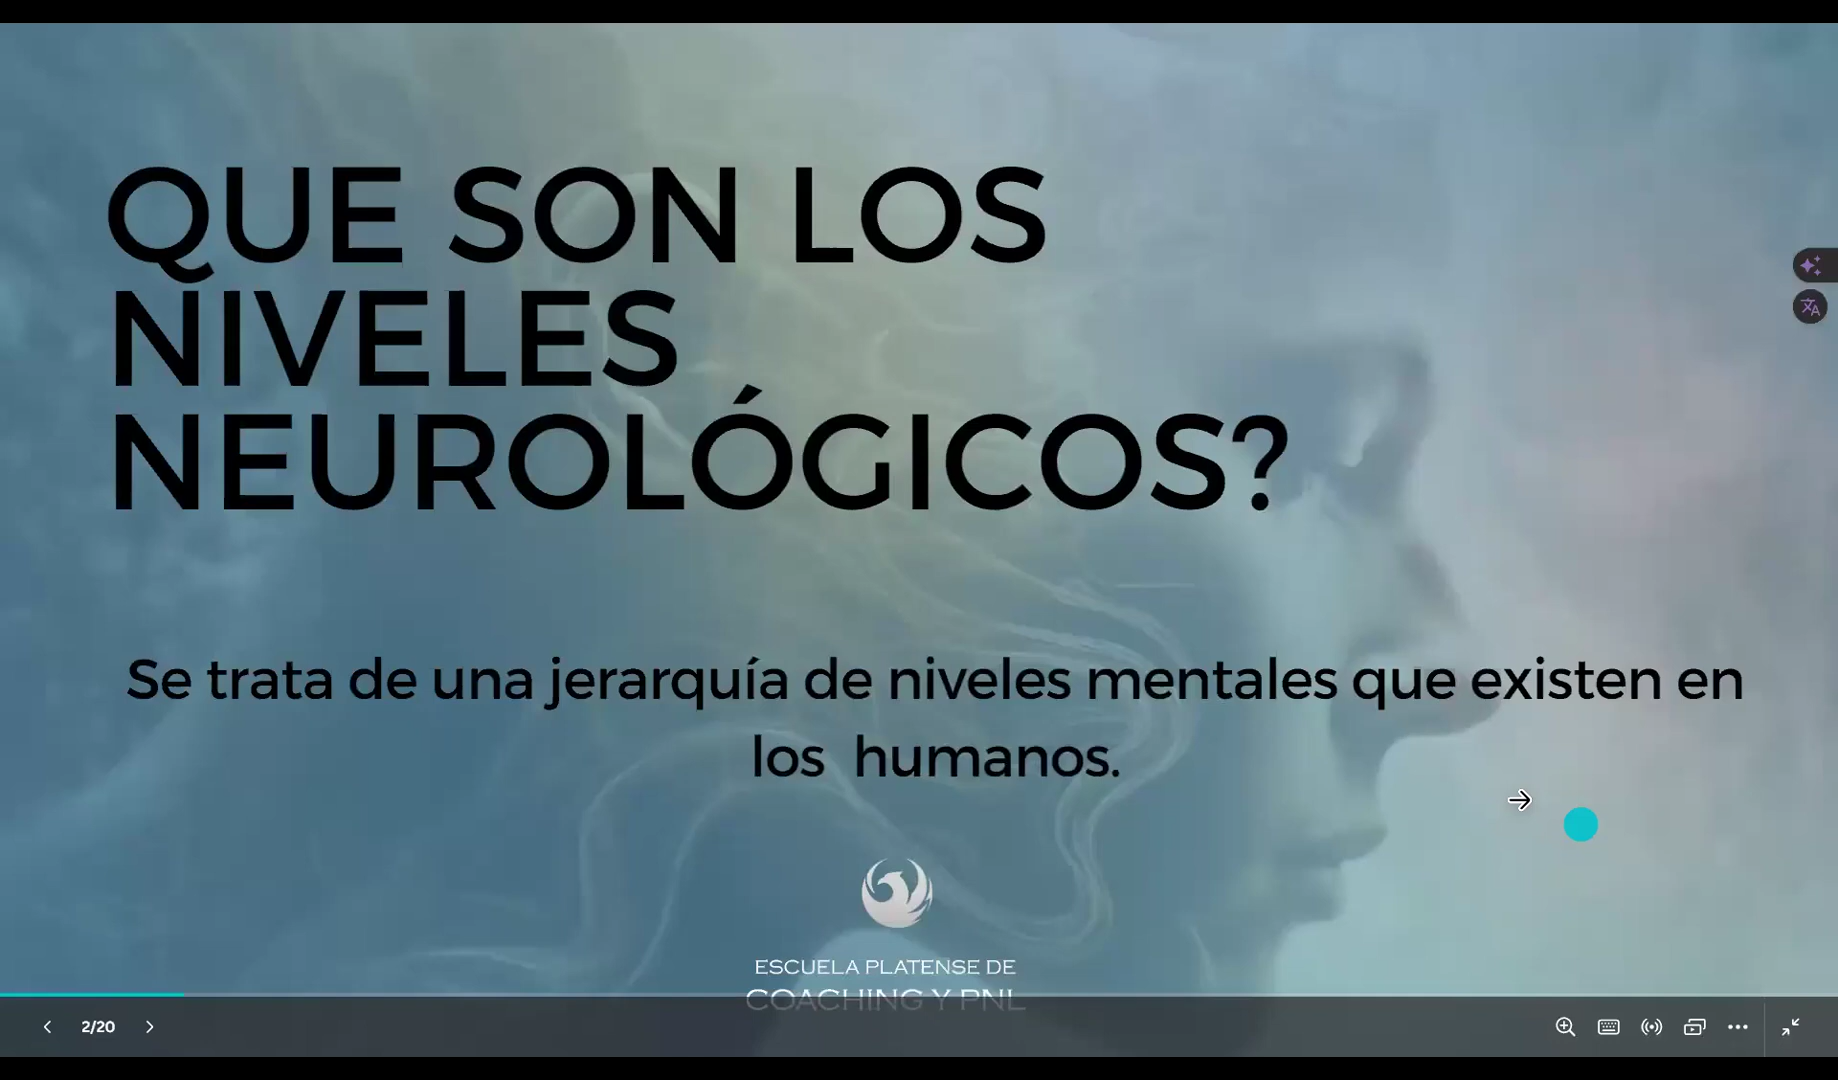 QUE SON LOS
NIVELES
NEUROLÓGICOS?
Se trata de una jerarquía de niveles mentales que existen en
los humanos.
ESCUELA PLATENSE DE
COACHING Y PNL
2/20